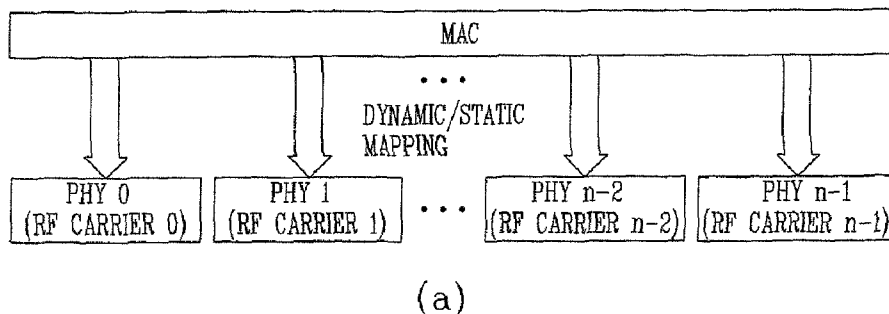 MAC
• • •
DYNAMIC/STATIC
MAPPING
PHY 0
(RF CARRIER 0)
PHY 1
(RF CARRIER 1)
• • •
PHY n-2
(RF CARRIER n-2)
PHY n-1
(RF CARRIER n-1)
(a)